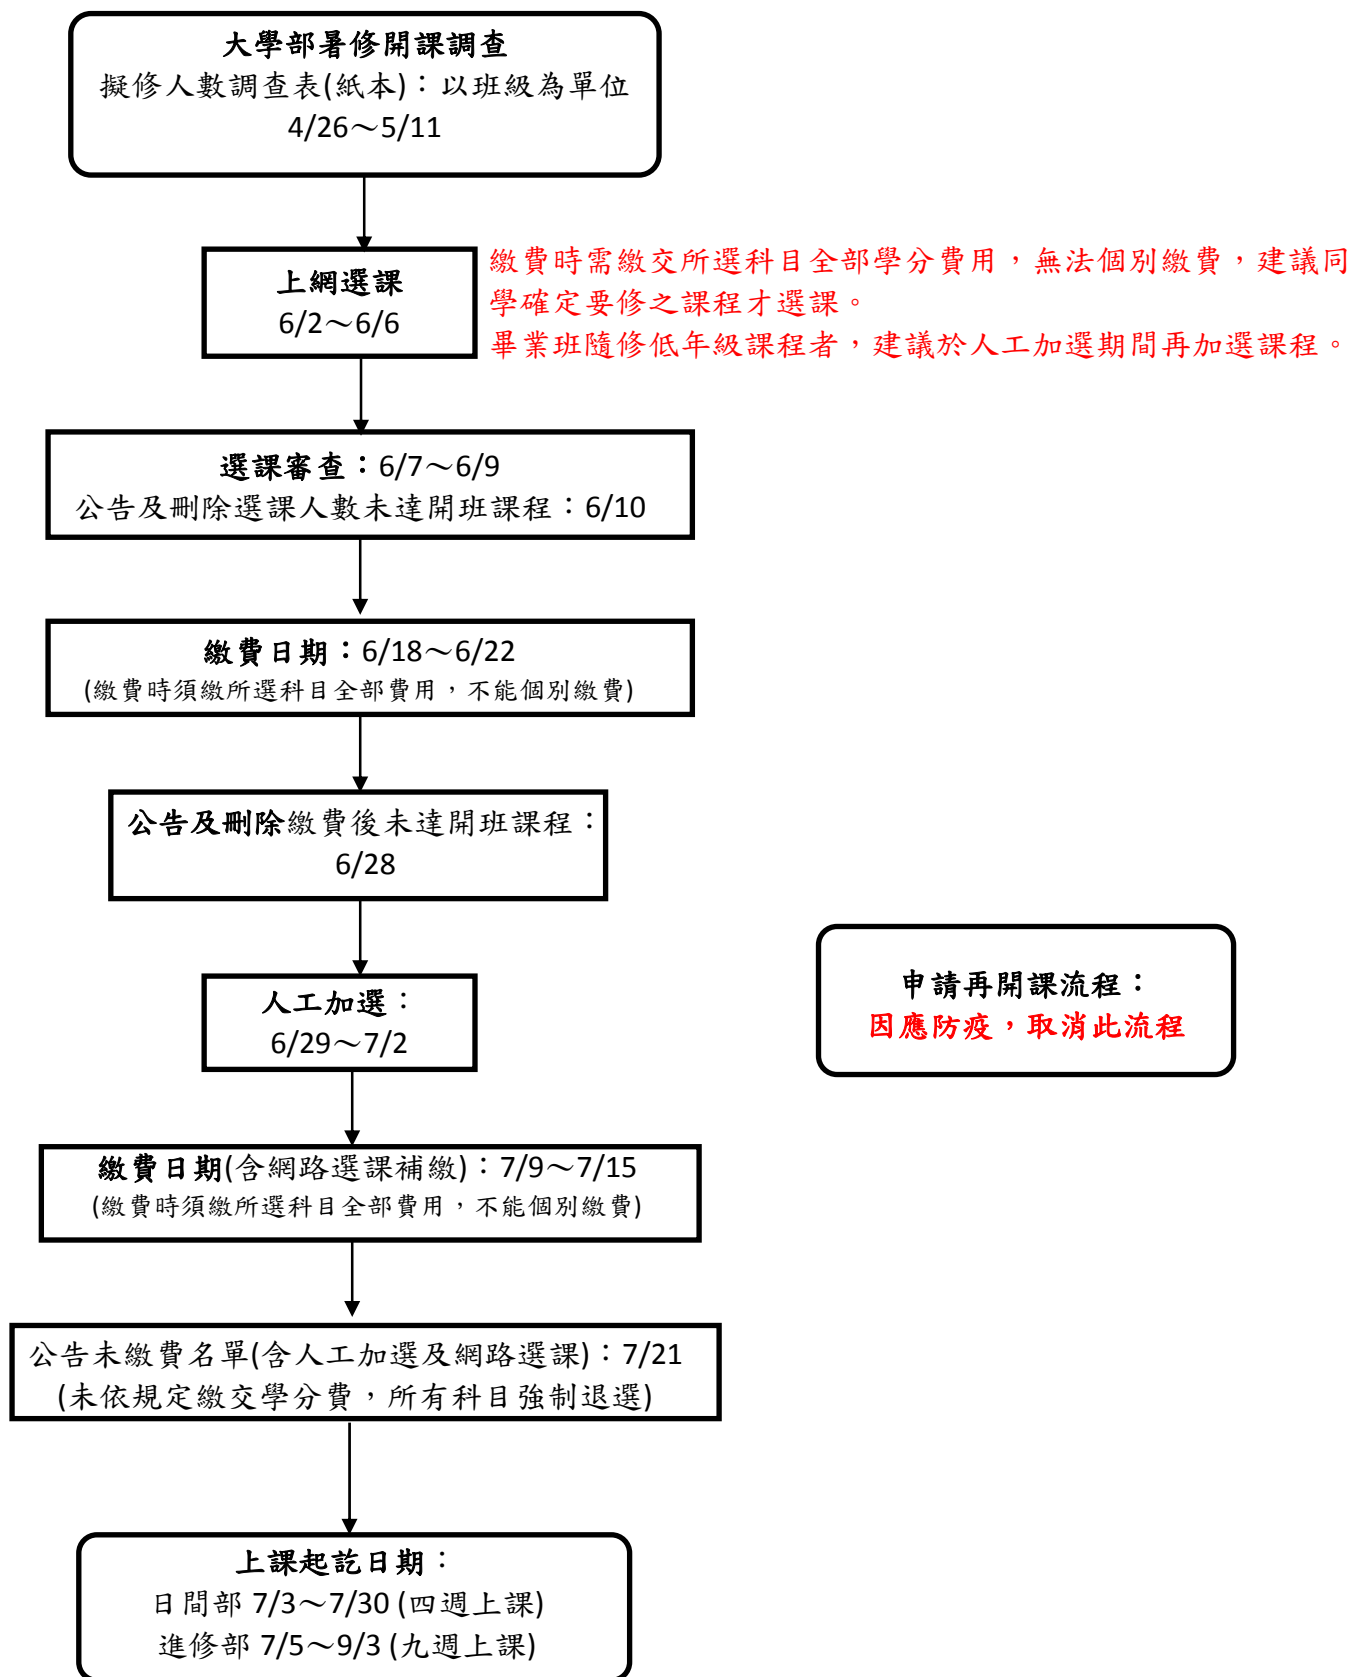 大學部暑修開課調查
擬修人數調查表(紙本)：以班級為單位
4/26～5/11
上網選課
6/2～6/6
繳費時需繳交所選科目全部學分費用，無法個別繳費，建議同
學確定要修之課程才選課。
畢業班隨修低年級課程者，建議於人工加選期間再加選課程。
選課審查：6/7～6/9
公告及刪除選課人數未達開班課程：6/10
繳費日期：6/18～6/22
(繳費時須繳所選科目全部費用，不能個別繳費)
公告及刪除繳費後未達開班課程：
6/28
人工加選：
6/29～7/2
申請再開課流程：
因應防疫，取消此流程
繳費日期(含網路選課補繳)：7/9～7/15
(繳費時須繳所選科目全部費用，不能個別繳費)
公告未繳費名單(含人工加選及網路選課)：7/21
(未依規定繳交學分費，所有科目強制退選)
上課起訖日期：
日間部 7/3～7/30 (四週上課)
進修部 7/5～9/3 (九週上課)